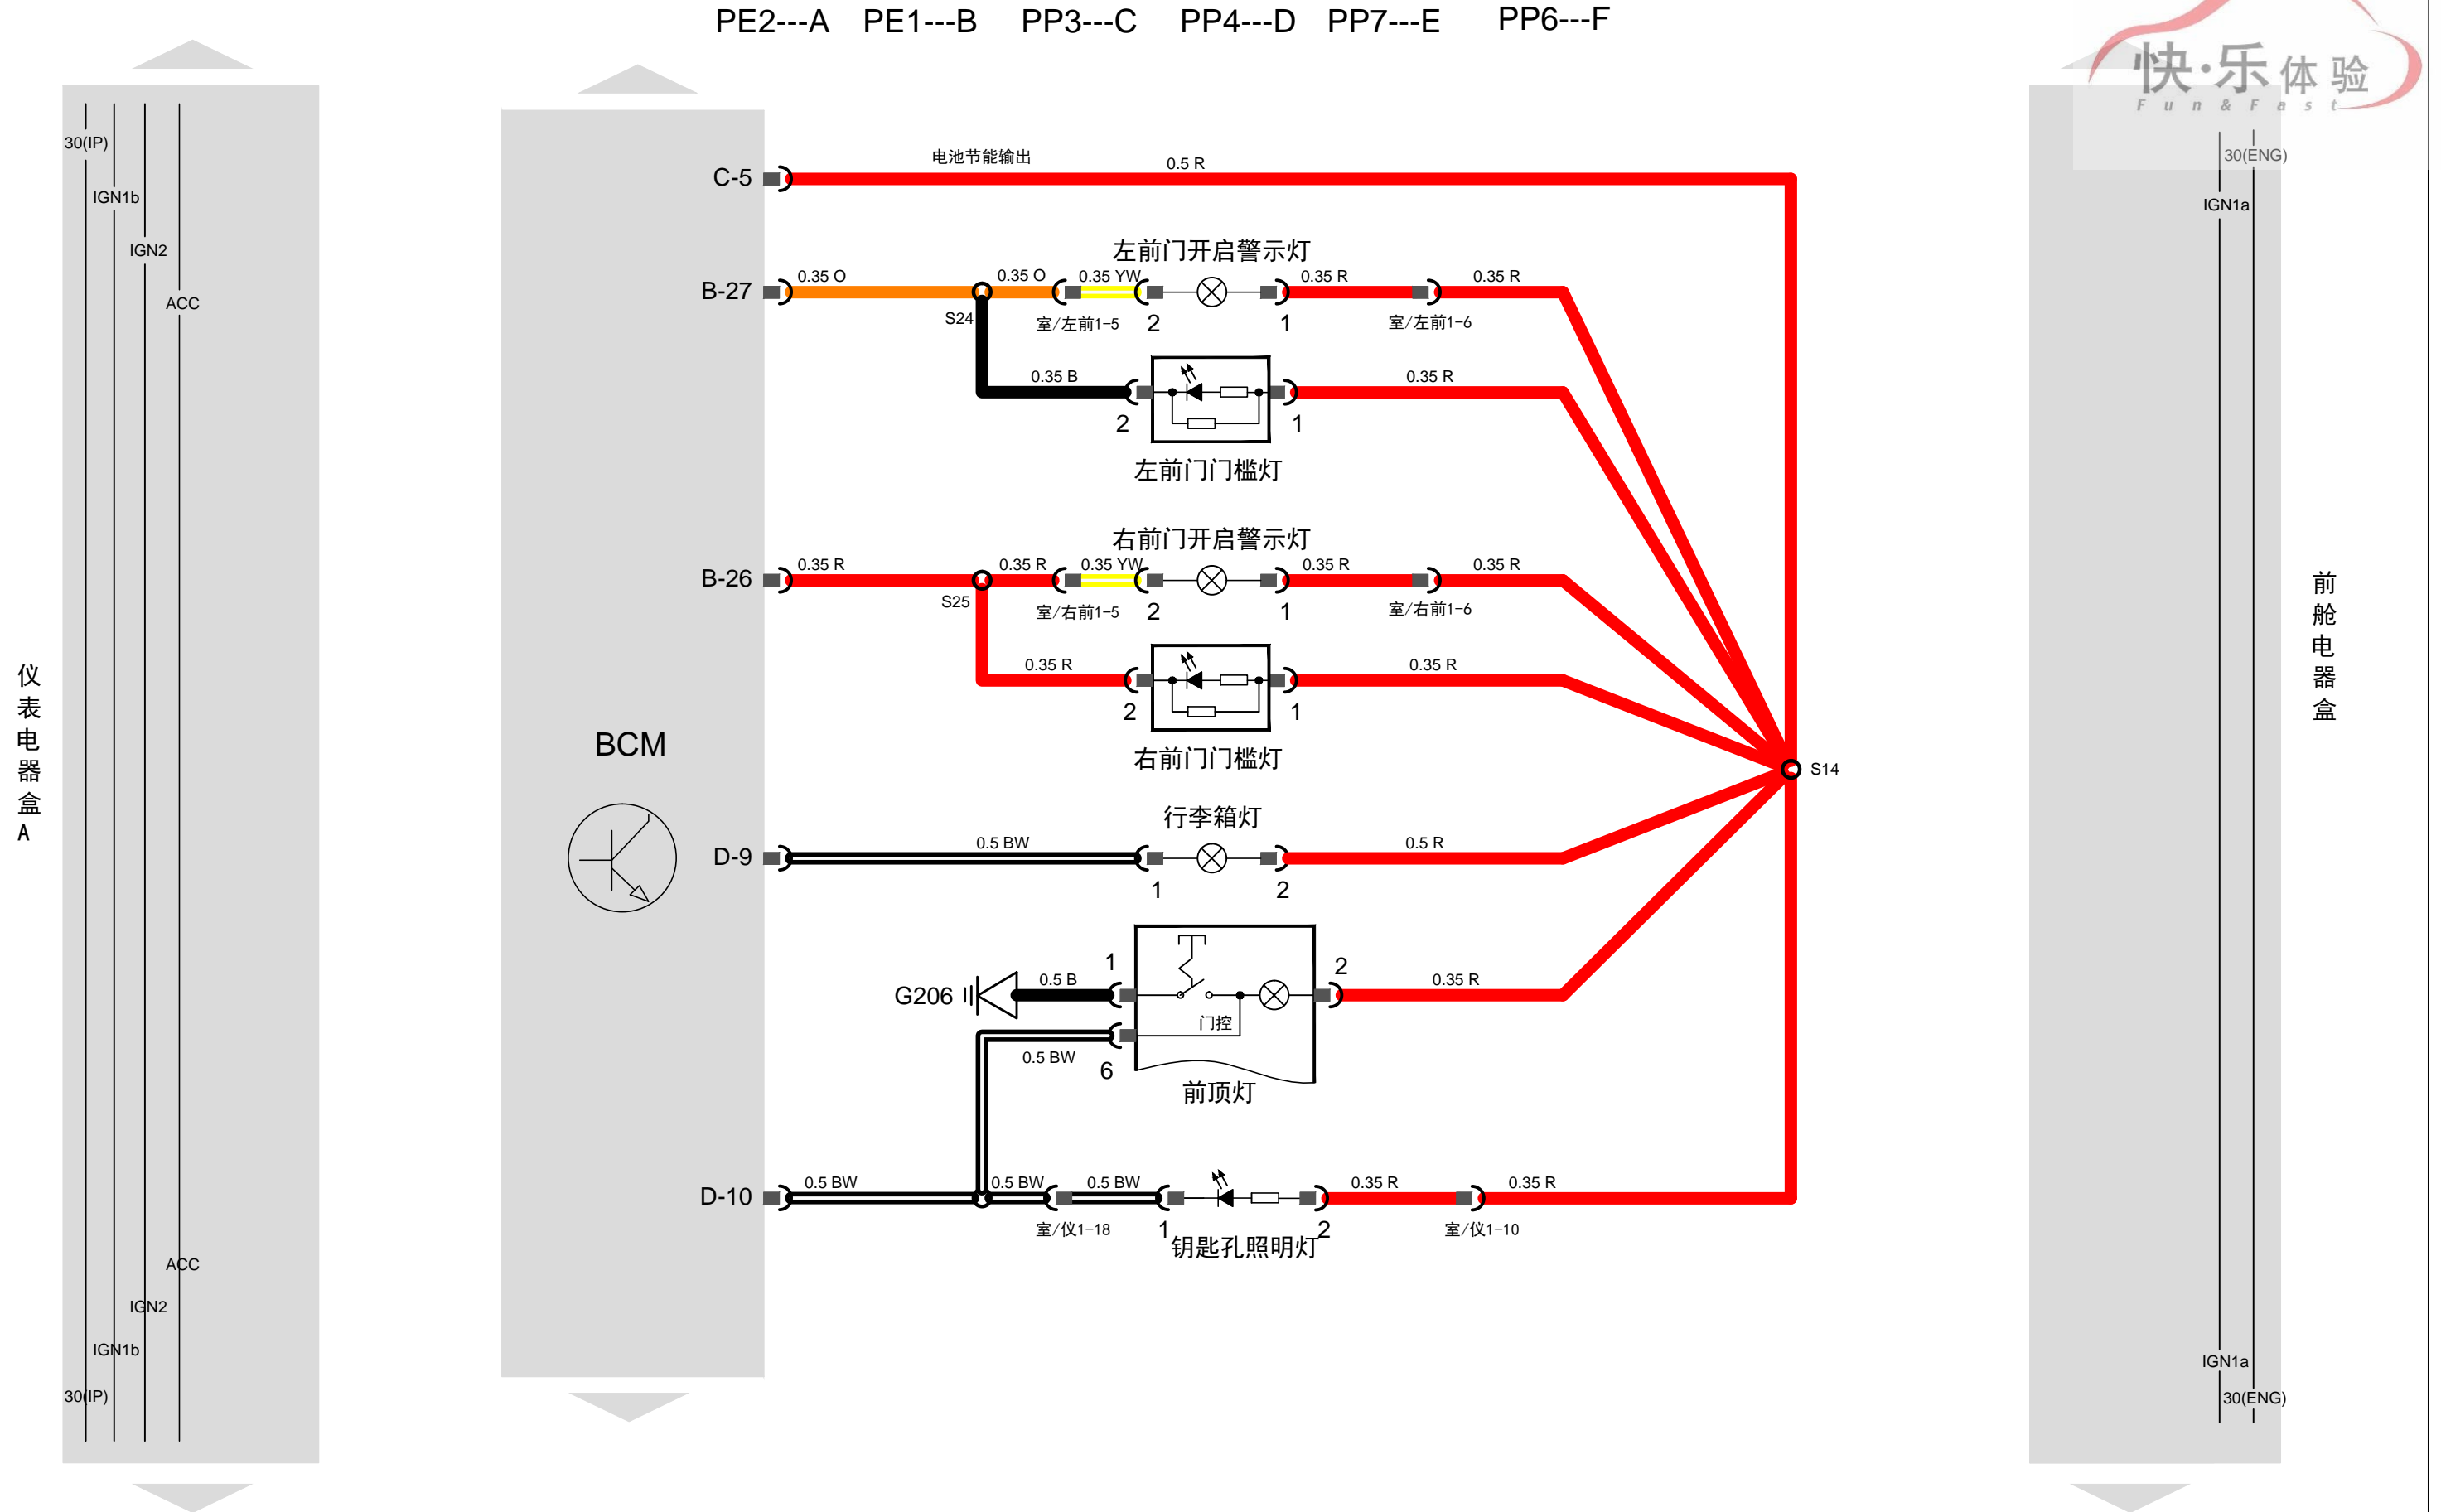 PE2---A PE1---B PP3---C PP4---D PP7---E PP6---F
快·乐体验
Fun&Fast
30(IP)
IGN1b
IGN2
ACC
30(ENG)
IGN1a
C-5
电池节能输出
0.5 R
左前门开启警示灯
B-27
0.35 O
0.35 O
0.35 YW
0.35 R
0.35 R
S24
室/左前1-5
2
1
室/左前1-6
0.35 B
0.35 R
2
1
左前门门槛灯
右前门开启警示灯
B-26
0.35 R
0.35 R
0.35 YW
0.35 R
0.35 R
S25
室/右前1-5
2
1
室/右前1-6
0.35 R
0.35 R
2
1
右前门门槛灯
BCM
S14
仪表电器盒A
前舱电器盒
行李箱灯
D-9
0.5 BW
0.5 R
1
2
G206
0.5 B
1
2
0.35 R
门控
0.5 BW
6
前顶灯
D-10
0.5 BW
0.5 BW
0.5 BW
0.35 R
0.35 R
室/仪1-18
1
2
室/仪1-10
钥匙孔照明灯
ACC
IGN2
IGN1b
30(IP)
IGN1a
30(ENG)